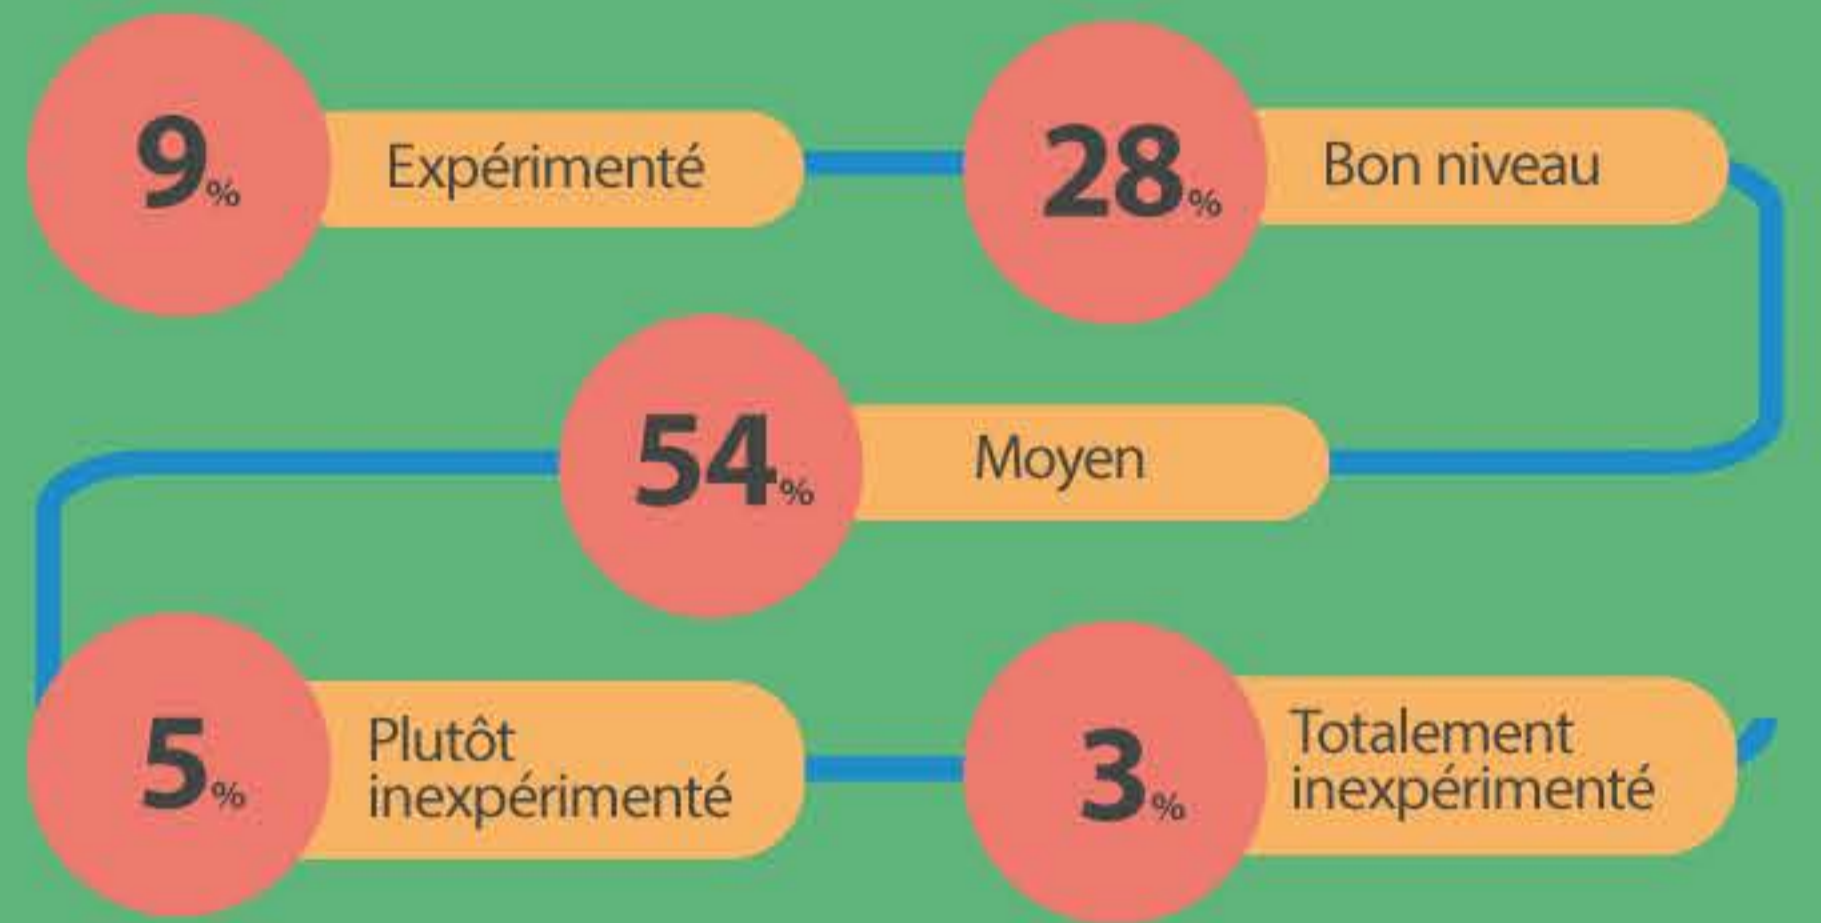 9%
Expérimenté
28%
Bon niveau
54%
Moyen
5%
Plutôt
inexpérimenté
3%
Totalement
inexpérimenté